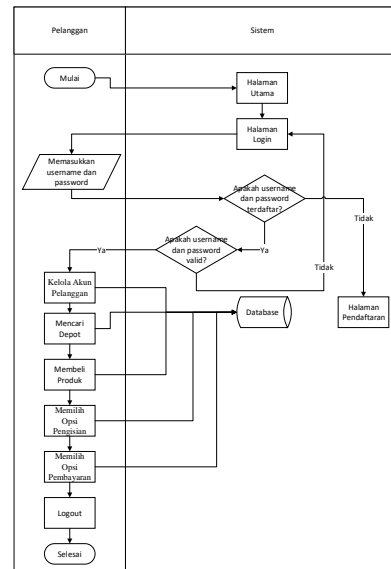 Pelanggan
Sistem
Mulai
Halaman
Utama
Halaman
Login
Memasukkan
username dan
password
Apakah username
dan password
terdaftar?
Tidak
Ya
Apakah username
dan password
valid?
Ya
Tidak
Kelola Akun
Pelanggan
Database
Halaman
Pendaftaran
Mencari
Depot
Membeli
Produk
Memilih
Opsi
Pengisian
Memilih
Opsi
Pembayaran
Logout
Selesai